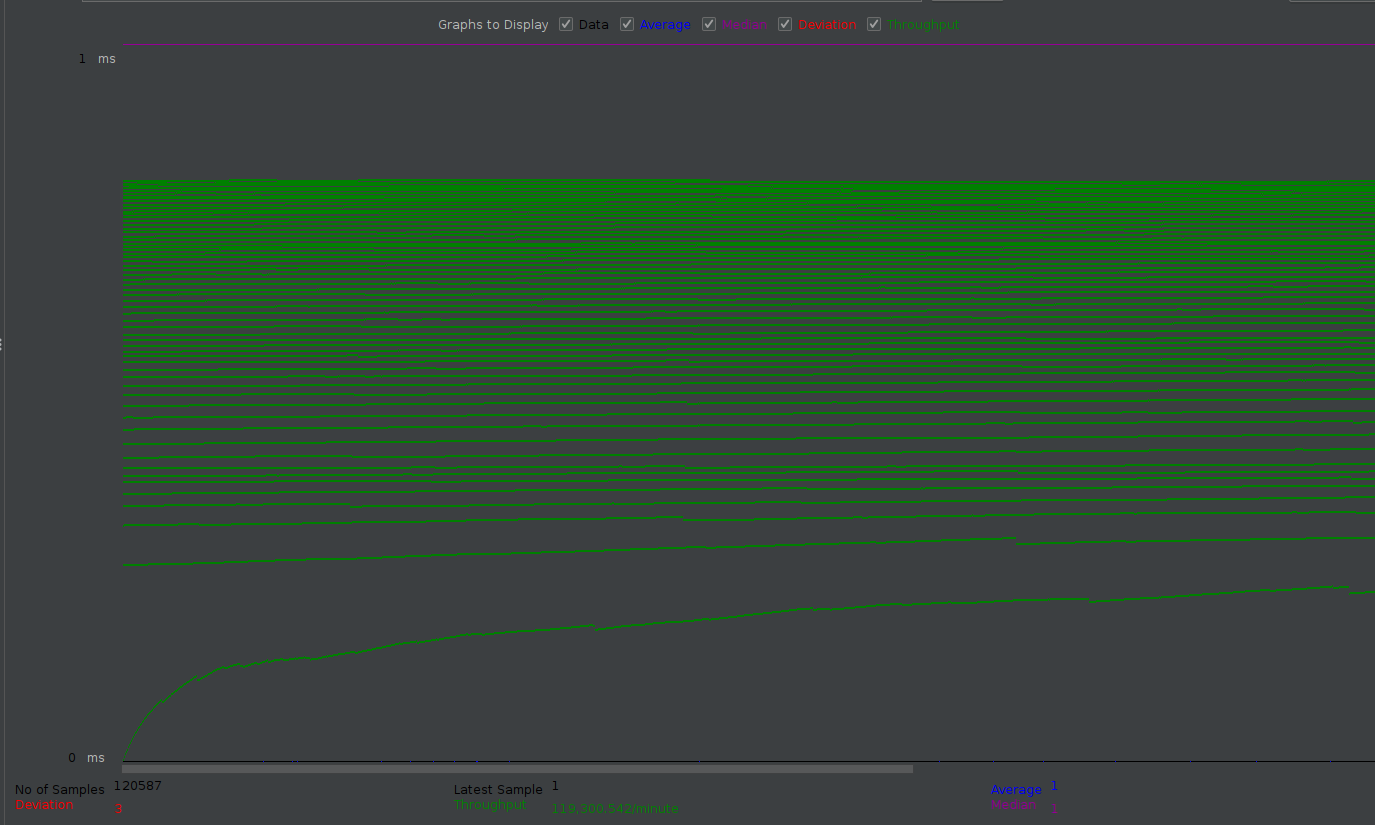 Graphs to Display Data Average Median Deviation Throughput
1 ms
0 ms
No of Samples 120587 Latest Sample 1 Average 1
Deviation 3 Throughput 119,300.542/minute Median 1